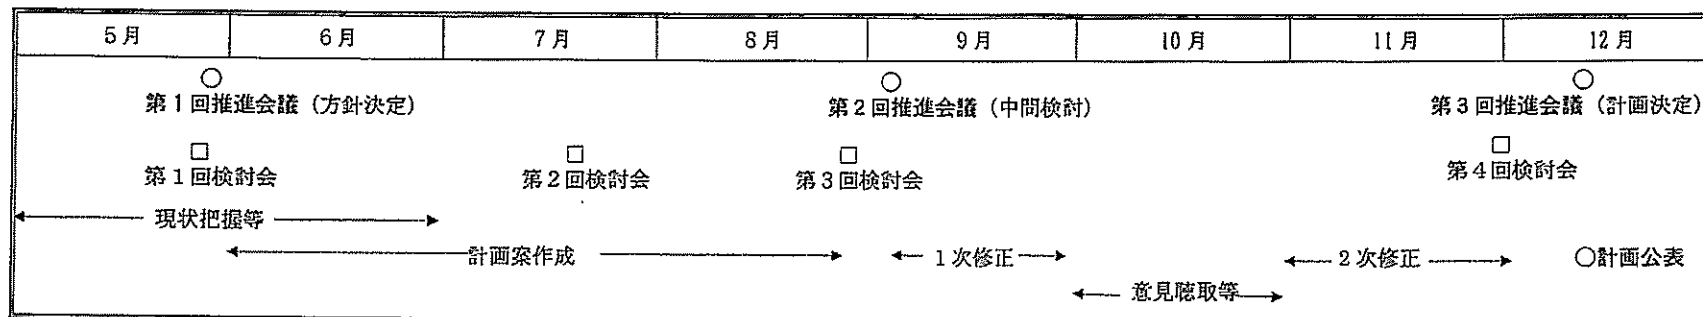 5月 6月 7月 8月 9月 10月 11月 12月
第1回推進会議（方針決定） 第2回推進会議（中間検討） 第3回推進会議（計画決定）
第1回検討会 第2回検討会 第3回検討会 第4回検討会
現状把握等
計画案作成 1次修正 2次修正 ○計画公表
意見聴取等